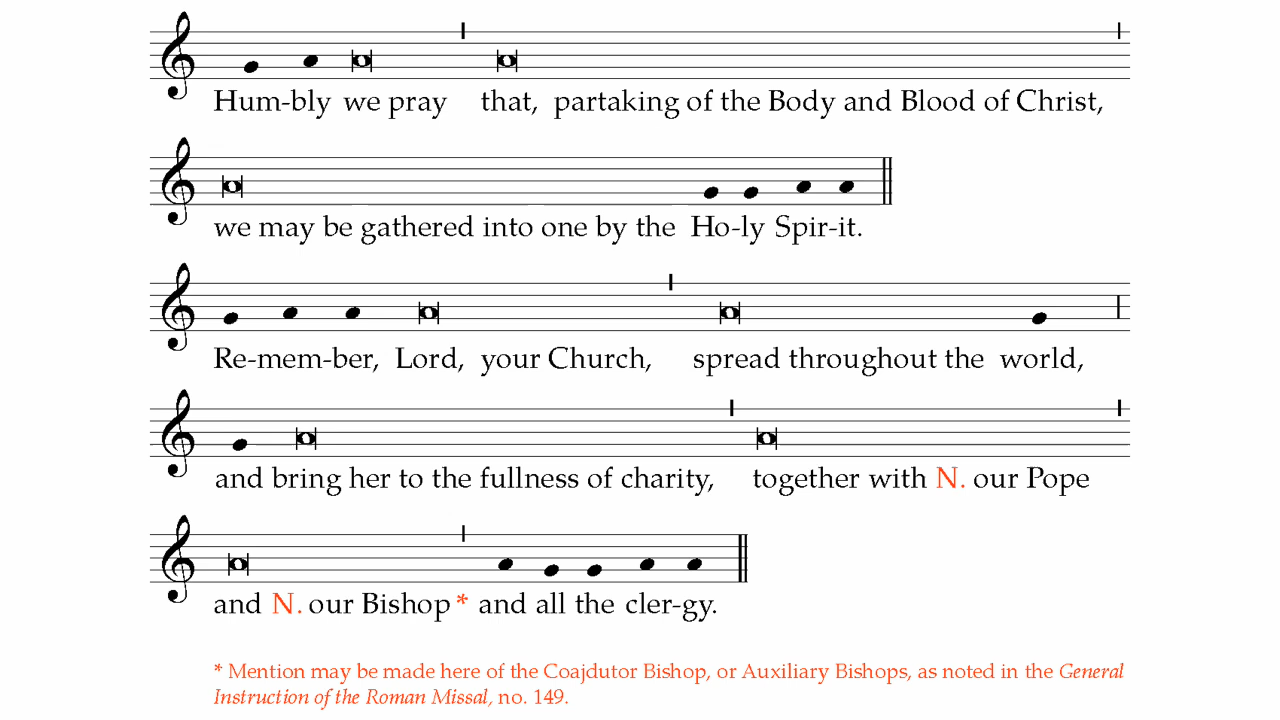 Hum-bly we pray that, partaking of the Body and Blood of Christ,
we may be gathered into one by the Ho-ly Spir-it.
Re-mem-ber, Lord, your Church, spread throughout the world,
and bring her to the fullness of charity, together with N. our Pope
and N. our Bishop * and all the cler-gy.
* Mention may be made here of the Coajdutor Bishop, or Auxiliary Bishops, as noted in the General
Instruction of the Roman Missal, no. 149.